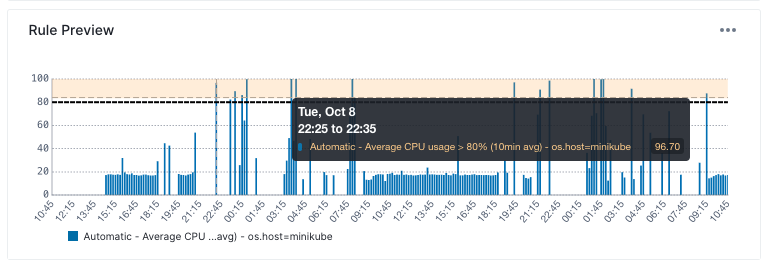 Rule Preview
100
80
60
40
20
0
Tue, Oct 8
22:25 to 22:35
Automatic - Average CPU usage > 80% (10min avg) - os.host=minikube 96.70
10:45 12:15 13:45 15:15 16:45 18:15 19:45 21:15 22:45 00:15 01:45 03:15 04:45 06:15 07:45 09:15 10:45 12:15 13:45 15:15 16:45 18:15 19:45 21:15 22:45 00:15 01:45 03:15 04:45 06:15 07:45 09:15 10:45
Automatic - Average CPU ...avg) - os.host=minikube